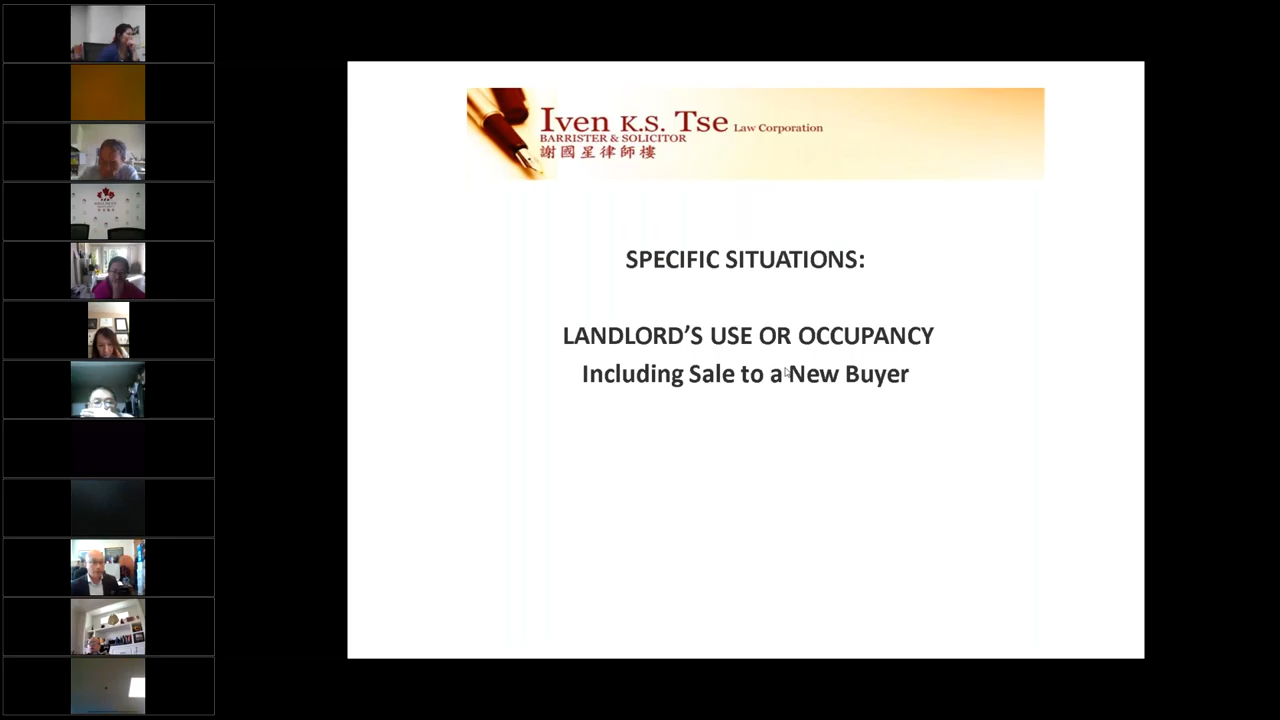 Iven K.S. Tse Law Corporation
BARRISTER & SOLICITOR
謝國星律師樓
SPECIFIC SITUATIONS:
LANDLORD’S USE OR OCCUPANCY
Including Sale to a New Buyer